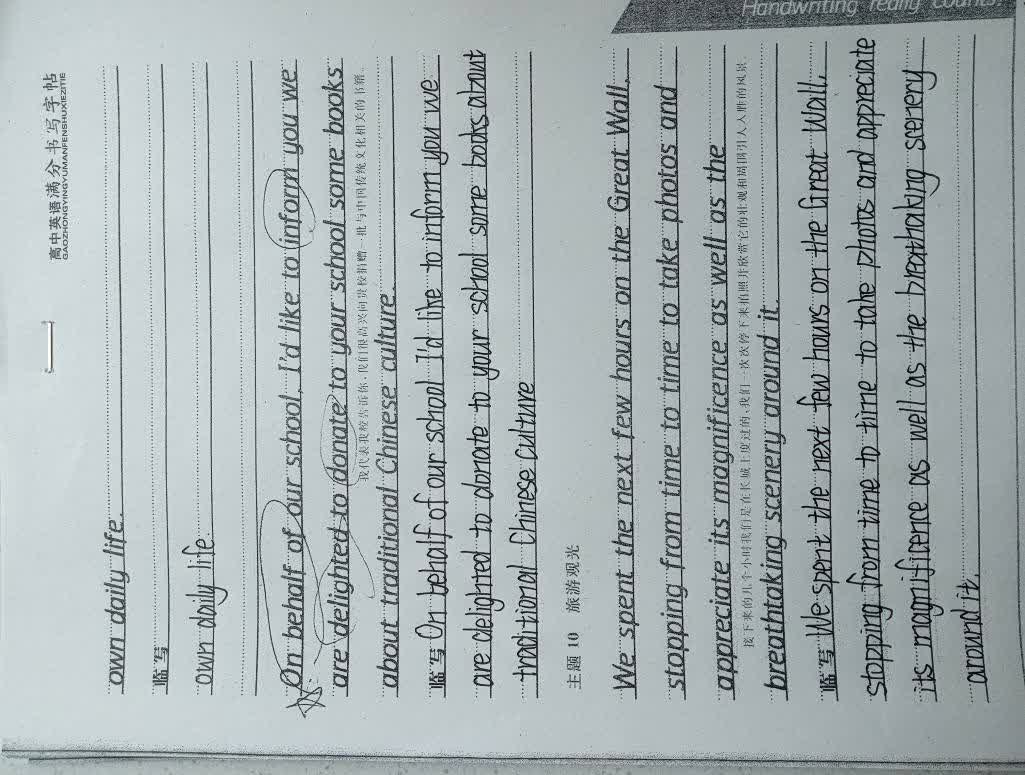 Handwriting really counts!
高中英语满分书写字帖
GAOZHONGYINGYUMANFENSHUXIEZITIE
own daily life.
临写
own daily life.
On behalf of our school, I'd like to inform you we
are delighted to donate to your school some books
我代表我校告诉你,我们很高兴向贵校捐赠一批与中国传统文化相关的书籍。
about traditional Chinese culture.
临写 On behalf of our school I'd like to inform you we
are delighted to donate to your school some books about
traditional Chinese culture
主题 10 旅游观光
We spent the next few hours on the Great Wall,
stopping from time to time to take photos and
appreciate its magnificence as well as the
接下来的几个小时我们是在长城上度过的,我们一次次停下来拍照并欣赏它的壮观和周围引人入胜的风景。
breathtaking scenery around it.
临写 We spent the next few hours on the Great Wall,
stopping from time to time to take photos and appreciate
its magnificence as well as the breathaking scenery
around it.